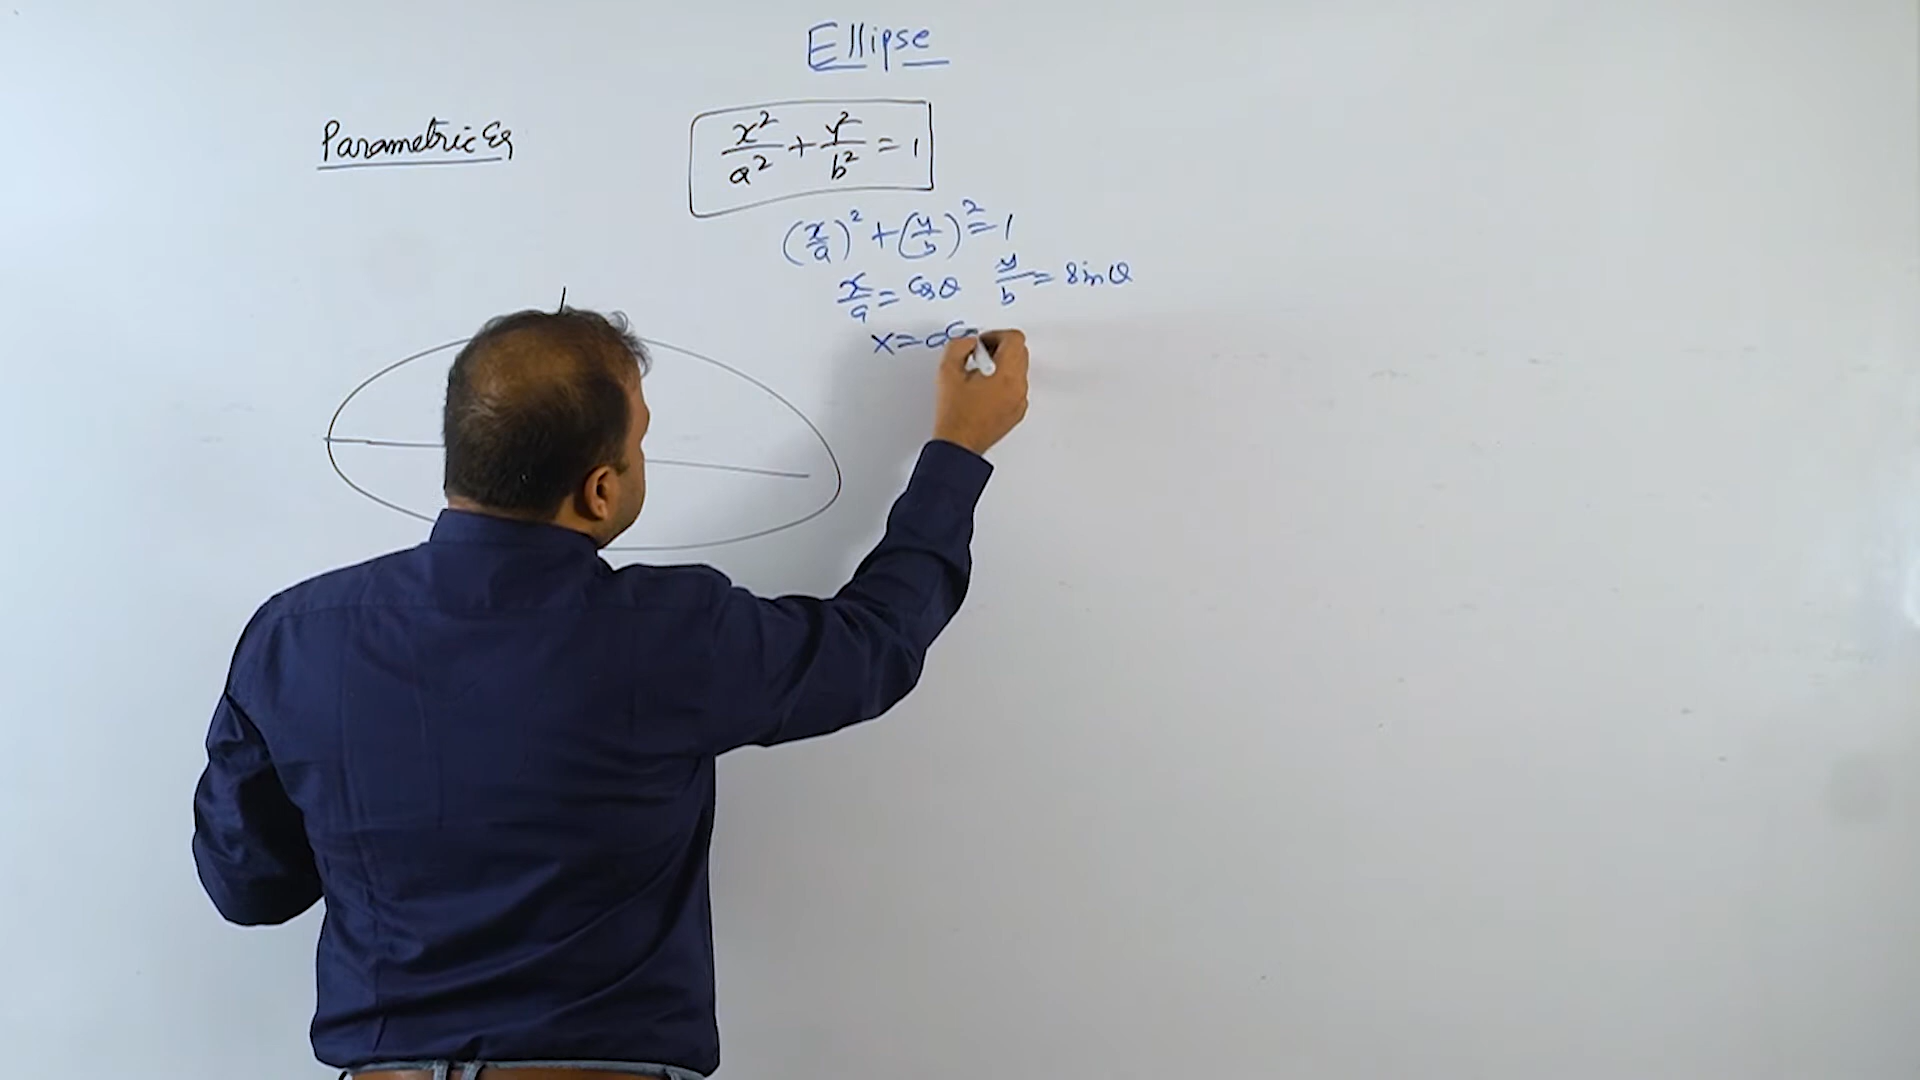 Ellipse
Parametric Eq
x²/a² + y²/b² = 1
(x/a)² + (y/b)² = 1
x/a = Cosθ y/b = Sinθ
x = a